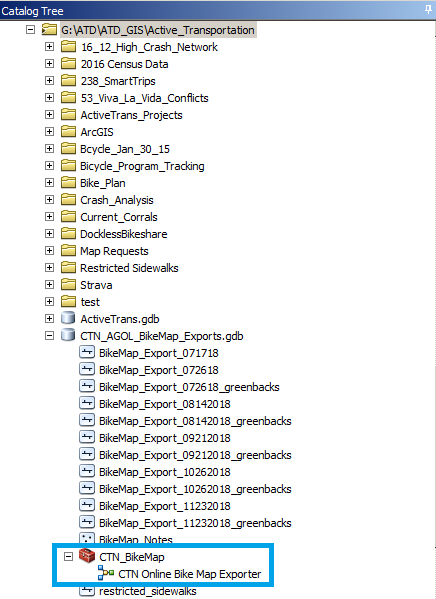 Catalog Tree
G:\ATD\ATD_GIS\Active_Transportation
16_12_High_Crash_Network
2016 Census Data
238_SmartTrips
53_Viva_La_Vida_Conflicts
ActiveTrans_Projects
ArcGIS
Bcycle_Jan_30_15
Bicycle_Program_Tracking
Bike_Plan
Crash_Analysis
Current_Corrals
DocklessBikeshare
Map Requests
Restricted Sidewalks
Strava
test
ActiveTrans.gdb
CTN_AGOL_BikeMap_Exports.gdb
BikeMap_Export_071718
BikeMap_Export_072618
BikeMap_Export_072618_greenbacks
BikeMap_Export_08142018
BikeMap_Export_08142018_greenbacks
BikeMap_Export_09212018
BikeMap_Export_09212018_greenbacks
BikeMap_Export_10262018
BikeMap_Export_10262018_greenbacks
BikeMap_Export_11232018
BikeMap_Export_11232018_greenbacks
BikeMap_Notes
CTN_BikeMap
CTN Online Bike Map Exporter
restricted_sidewalks